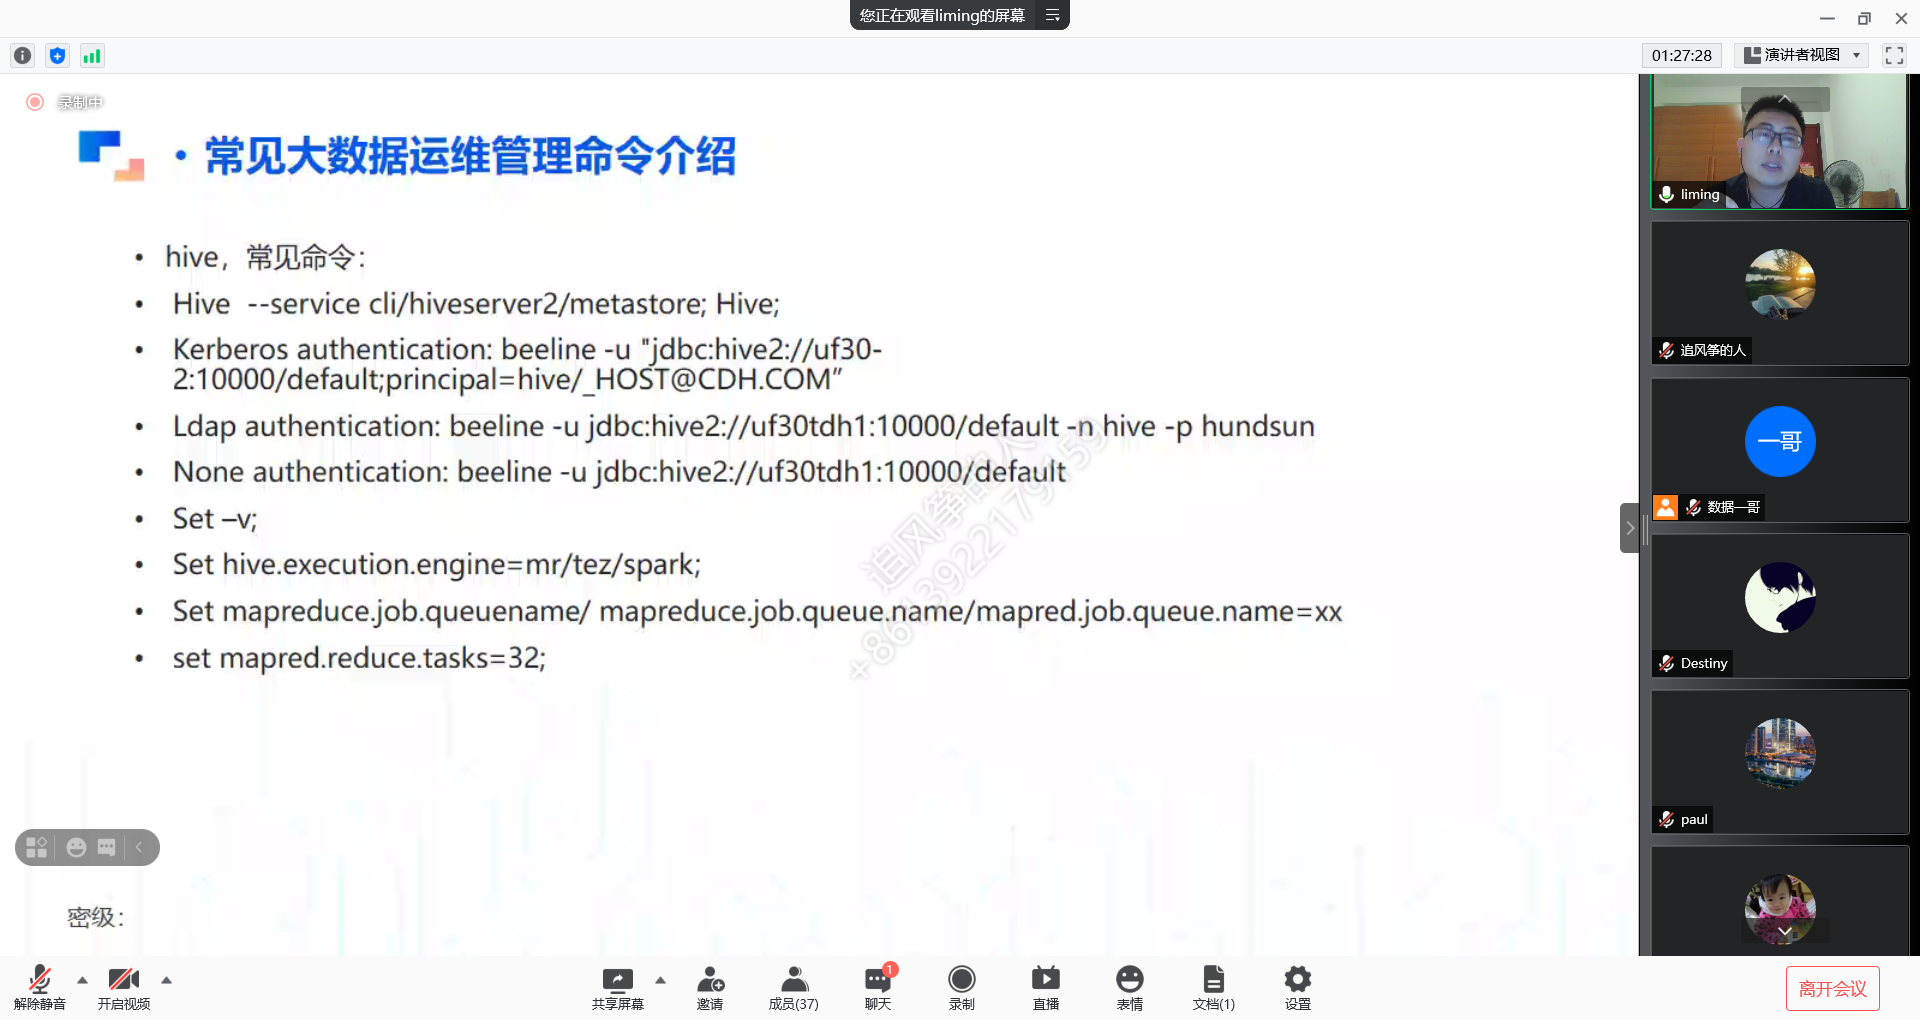 您正在观看liming的屏幕
01:27:28
演讲者视图
录制中
• 常见大数据运维管理命令介绍
• hive，常见命令：
• Hive --service cli/hiveserver2/metastore; Hive;
• Kerberos authentication: beeline -u "jdbc:hive2://uf30-
2:10000/default;principal=hive/_HOST@CDH.COM”
• Ldap authentication: beeline -u jdbc:hive2://uf30tdh1:10000/default -n hive -p hundsun
• None authentication: beeline -u jdbc:hive2://uf30tdh1:10000/default
• Set –v;
• Set hive.execution.engine=mr/tez/spark;
• Set mapreduce.job.queuename/ mapreduce.job.queue.name/mapred.job.queue.name=xx
• set mapred.reduce.tasks=32;
追风筝的人
密级：
liming
追风筝的人
一哥
数据一哥
Destiny
paul
解除静音
开启视频
共享屏幕
邀请
成员(37)
1
聊天
录制
直播
表情
文档(1)
设置
离开会议